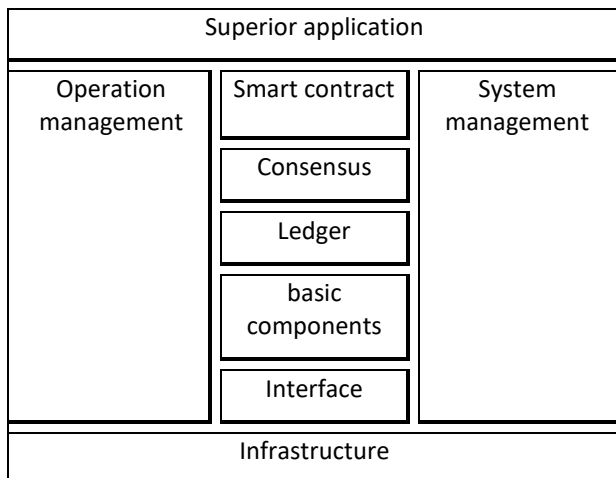 Superior application
Operation
management
Smart contract
Consensus
Ledger
basic
components
Interface
System
management
Infrastructure